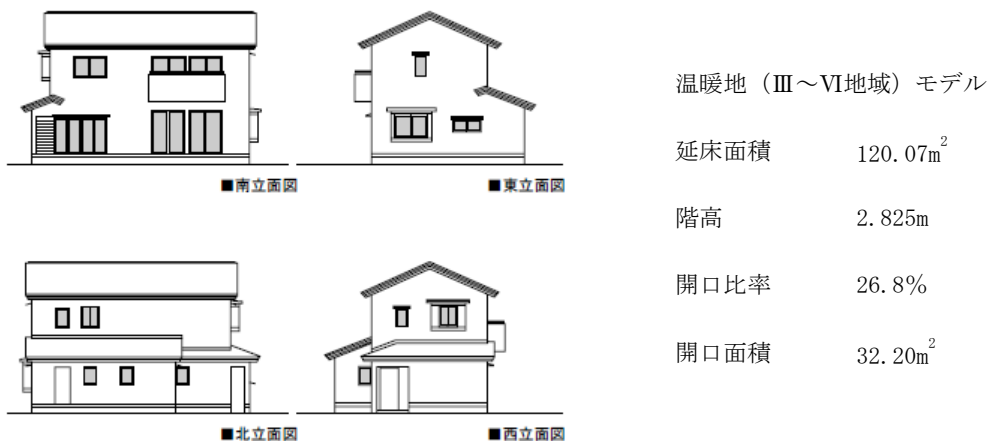 ■南立面図
■東立面図
■北立面図
■西立面図
温暖地（Ⅲ～Ⅵ地域）モデル
延床面積 120.07m²
階高 2.825m
開口比率 26.8％
開口面積 32.20m²